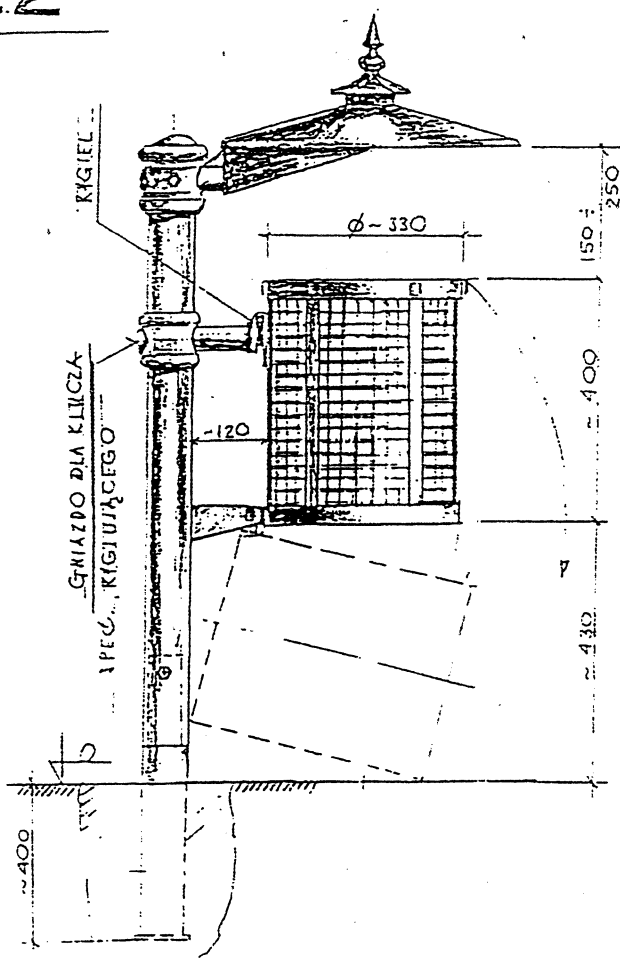 RYGIEL
GNIAZDO DLA KLUCZA
SPEC. RYGLUJĄCEGO
ϕ ~ 330
150 ÷
250
~ 400
~120
~ 430
~400